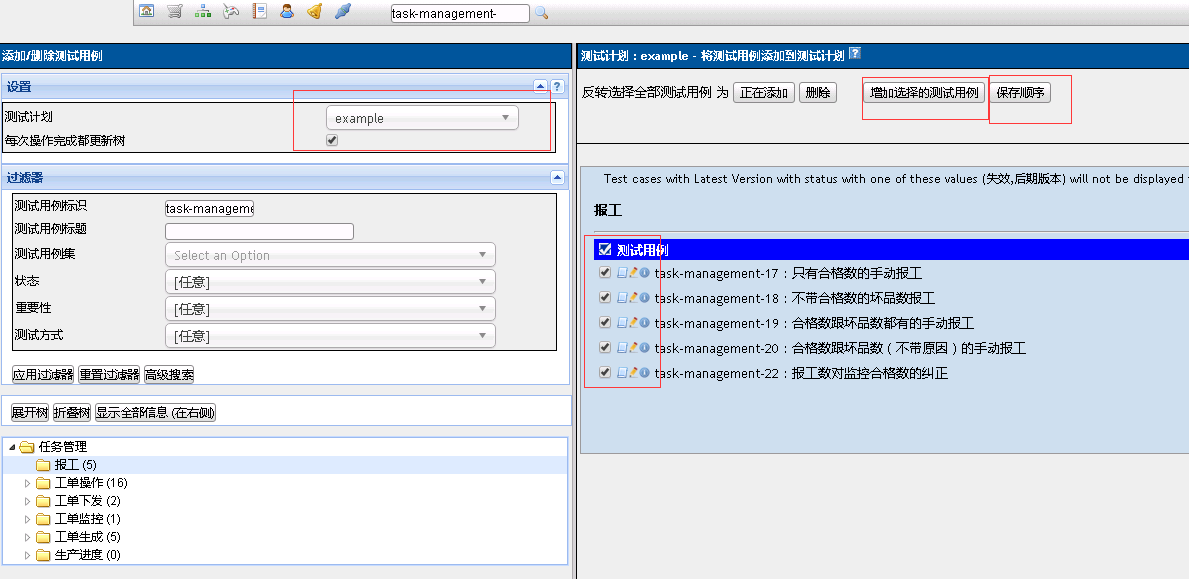 task-management-
添加/删除测试用例
设置
测试计划
example
每次操作完成都更新树
过滤器
测试用例标识
task-manageme
测试用例标题
测试用例集
Select an Option
状态
[任意]
重要性
[任意]
测试方式
[任意]
应用过滤器 重置过滤器 高级搜索
展开树 折叠树 显示全部信息 (在右侧)
任务管理
报工 (5)
工单操作 (16)
工单下发 (2)
工单监控 (1)
工单生成 (5)
生产进度 (0)
测试计划 : example - 将测试用例添加到测试计划
反转选择全部测试用例 为 正在添加 删除 增加选择的测试用例 保存顺序
Test cases with Latest Version with status with one of these values (失效,后期版本) will not be displayed
报工
测试用例
task-management-17 : 只有合格数的手动报工
task-management-18 : 不带合格数的坏品数报工
task-management-19 : 合格数跟坏品数都有的手动报工
task-management-20 : 合格数跟坏品数 ( 不带原因 ) 的手动报工
task-management-22 : 报工数对监控合格数的纠正